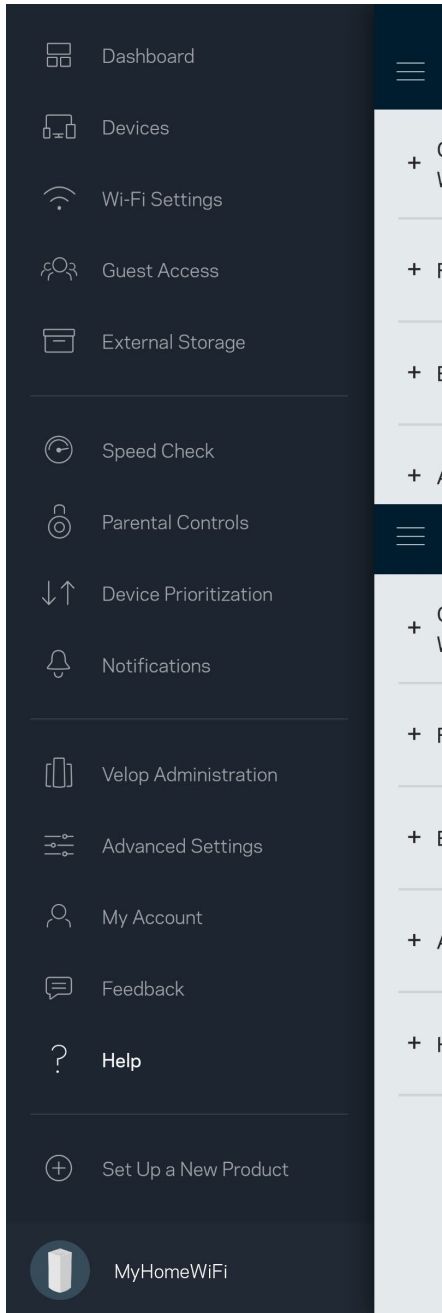 Dashboard
Devices
Wi-Fi Settings
Guest Access
External Storage
Speed Check
Parental Controls
Device Prioritization
Notifications
Velop Administration
Advanced Settings
My Account
Feedback
Help
Set Up a New Product
MyHomeWiFi